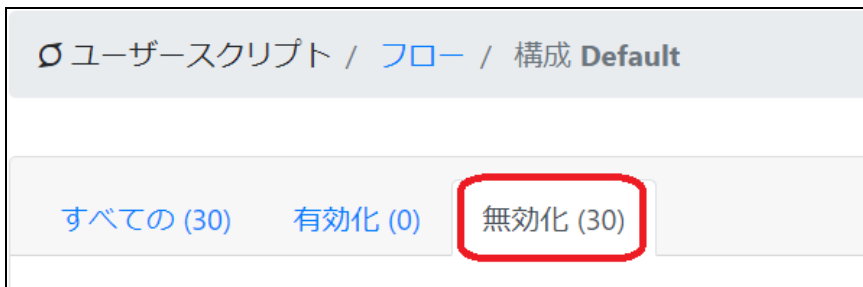 ユーザースクリプト / フロー / 構成 Default
すべての (30) 有効化 (0) 無効化 (30)